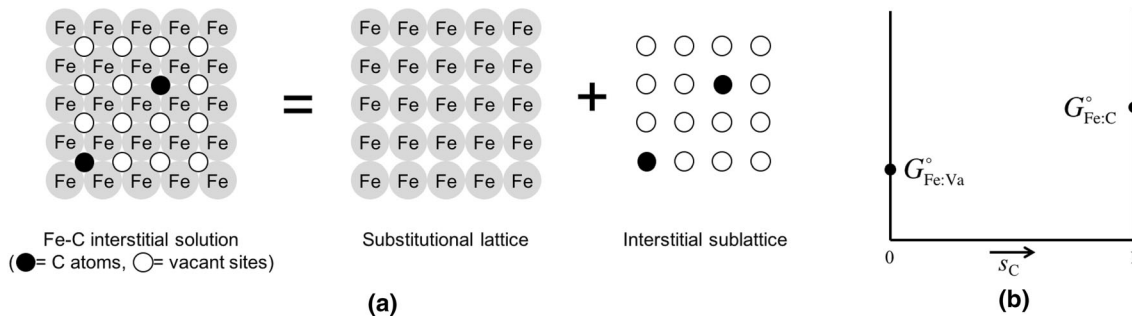 Fe Fe Fe Fe Fe
Fe Fe Fe Fe Fe
Fe Fe Fe Fe Fe
Fe Fe Fe Fe Fe
Fe Fe Fe Fe Fe
=
Fe Fe Fe Fe Fe
Fe Fe Fe Fe Fe
Fe Fe Fe Fe Fe
Fe Fe Fe Fe Fe
Fe Fe Fe Fe Fe
+
Fe-C interstitial solution
(●= C atoms, ○= vacant sites)
Substitutional lattice
Interstitial sublattice
(a)
G°Fe:C
G°Fe:Va
0
sC
(b)